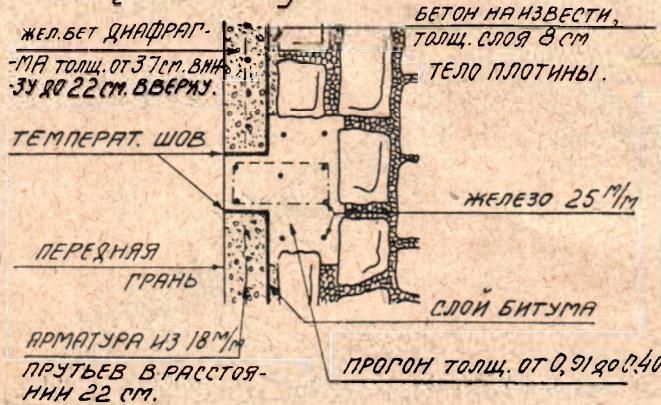 ЖЕЛ.БЕТ ДИАФРАГ-
-МА ТОЛЩ. ОТ 37 СМ. ВНИ-
-ЗУ ДО 22 СМ. ВВЕРХУ.
ТЕМПЕРАТ. ШОВ
ПЕРЕДНЯЯ
ГРАНЬ
АРМАТУРА ИЗ 18 М/М
ПРУТЬЕВ В РАССТОЯ-
НИИ 22 СМ.
БЕТОН НА ИЗВЕСТИ,
ТОЛЩ. СЛОЯ 8 СМ
ТЕЛО ПЛОТИНЫ.
ЖЕЛЕЗО 25 М/М
СЛОЙ БИТУМА
ПРОГОН ТОЛЩ. ОТ 0,91 ДО 0,40